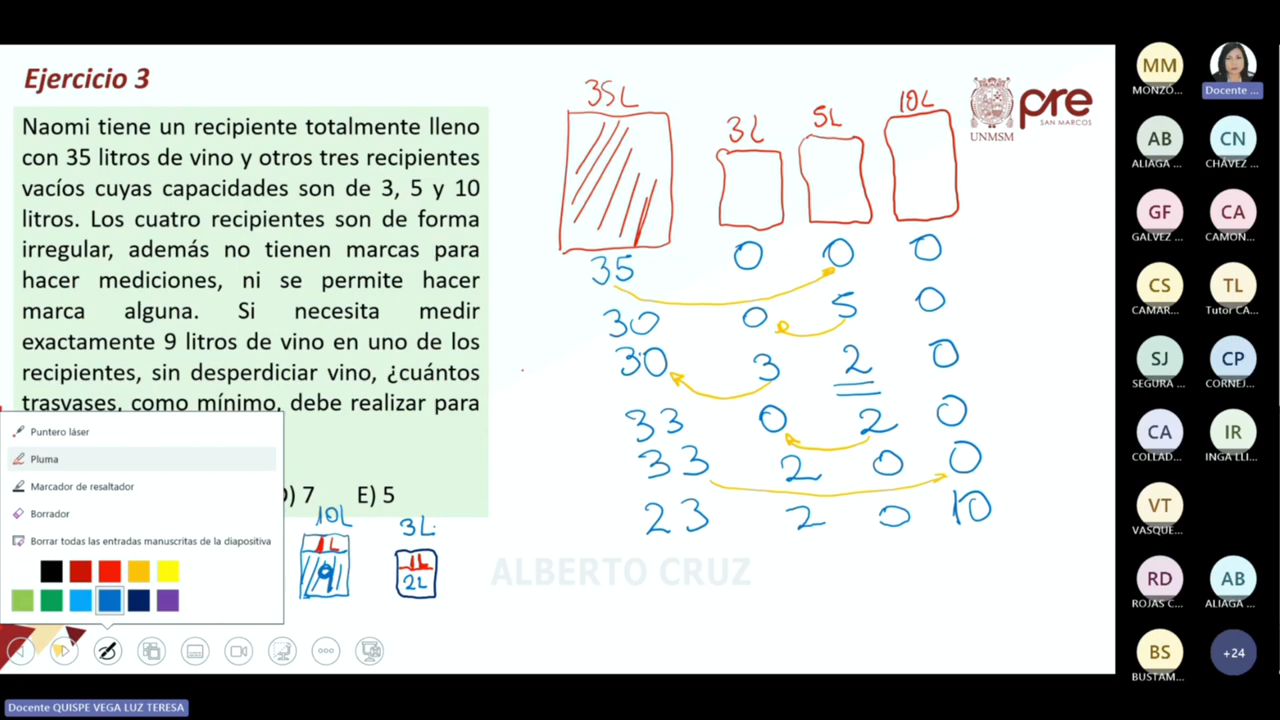 Ejercicio 3
Naomi tiene un recipiente totalmente lleno
con 35 litros de vino y otros tres recipientes
vacíos cuyas capacidades son de 3, 5 y 10
litros. Los cuatro recipientes son de forma
irregular, además no tienen marcas para
hacer mediciones, ni se permite hacer
marca alguna. Si necesita medir
exactamente 9 litros de vino en uno de los
recipientes, sin desperdiciar vino, ¿cuántos
trasvases, como mínimo, debe realizar para
) 7 E) 5
Puntero láser
Pluma
Marcador de resaltador
Borrador
Borrar todas las entradas manuscritas de la diapositiva
10L 3L
1L 1L
9 2L
35L 3L 5L 10L
35 0 0 0
30 0 5 0
30 3 2 0
33 0 2 0
33 2 0 0
23 2 0 10
UNMSM
pre
SAN MARCOS
ALBERTO CRUZ
MM
MONZÓ...
Docente ...
AB CN
ALIAGA ... CHÁVEZ ...
GF CA
GALVEZ ... CAMON...
CS TL
CAMAR... Tutor CA...
SJ CP
SEGURA ... CORNEJ...
CA IR
COLLAD... INGA LLI...
VT
VASQUE...
RD AB
ROJAS C... ALIAGA ...
BS +24
BUSTAM...
Docente QUISPE VEGA LUZ TERESA